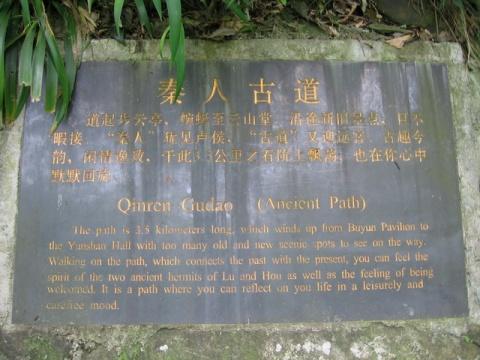 秦人古道
道起步云亭，蜿蜒至云山堂，沿途新旧景点，目不
暇接。“秦人”犹见卢侯，“古道”又迎远客。古趣今
韵，闲情逸致，于此3.5公里之石阶上飘荡，也在你心中
默默回旋。
Qinren Gudao (Ancient Path)
The path is 3.5 kilometers long, which winds up from Buyun Pavilion to
the Yunshan Hall with too many old and new scenic spots to see on the way.
Walking on the path, which connects the past with the present, you can feel the
spirit of the two ancient hermits of Lu and Hou as well as the feeling of being
welcomed. It is a path where you can reflect on you life in a leisurely and
carefree mood.